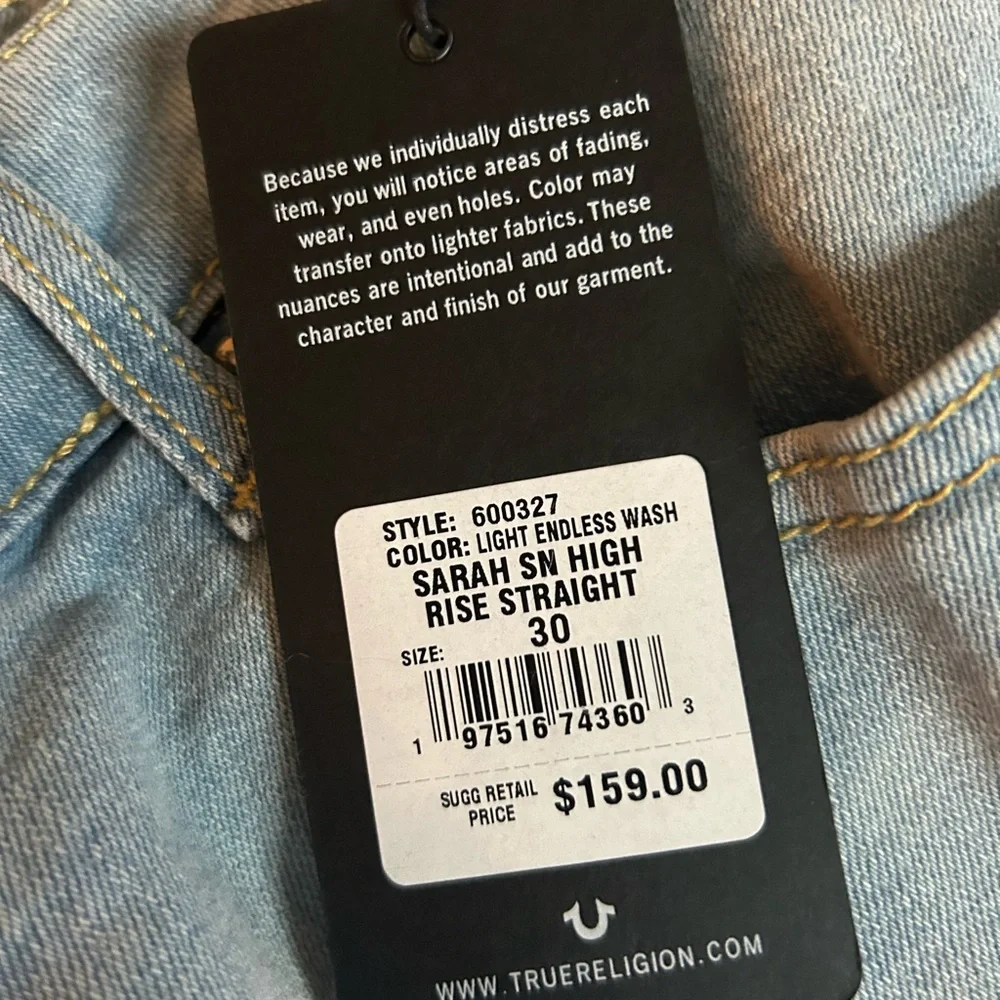 Because we individually distress each
item, you will notice areas of fading,
wear, and even holes. Color may
transfer onto lighter fabrics. These
nuances are intentional and add to the
character and finish of our garment.
STYLE: 600327
COLOR: LIGHT ENDLESS WASH
SARAH SN HIGH
RISE STRAIGHT
SIZE: 30
1 97516 74360 3
SUGG RETAIL PRICE $159.00
WWW.TRUERELIGION.COM